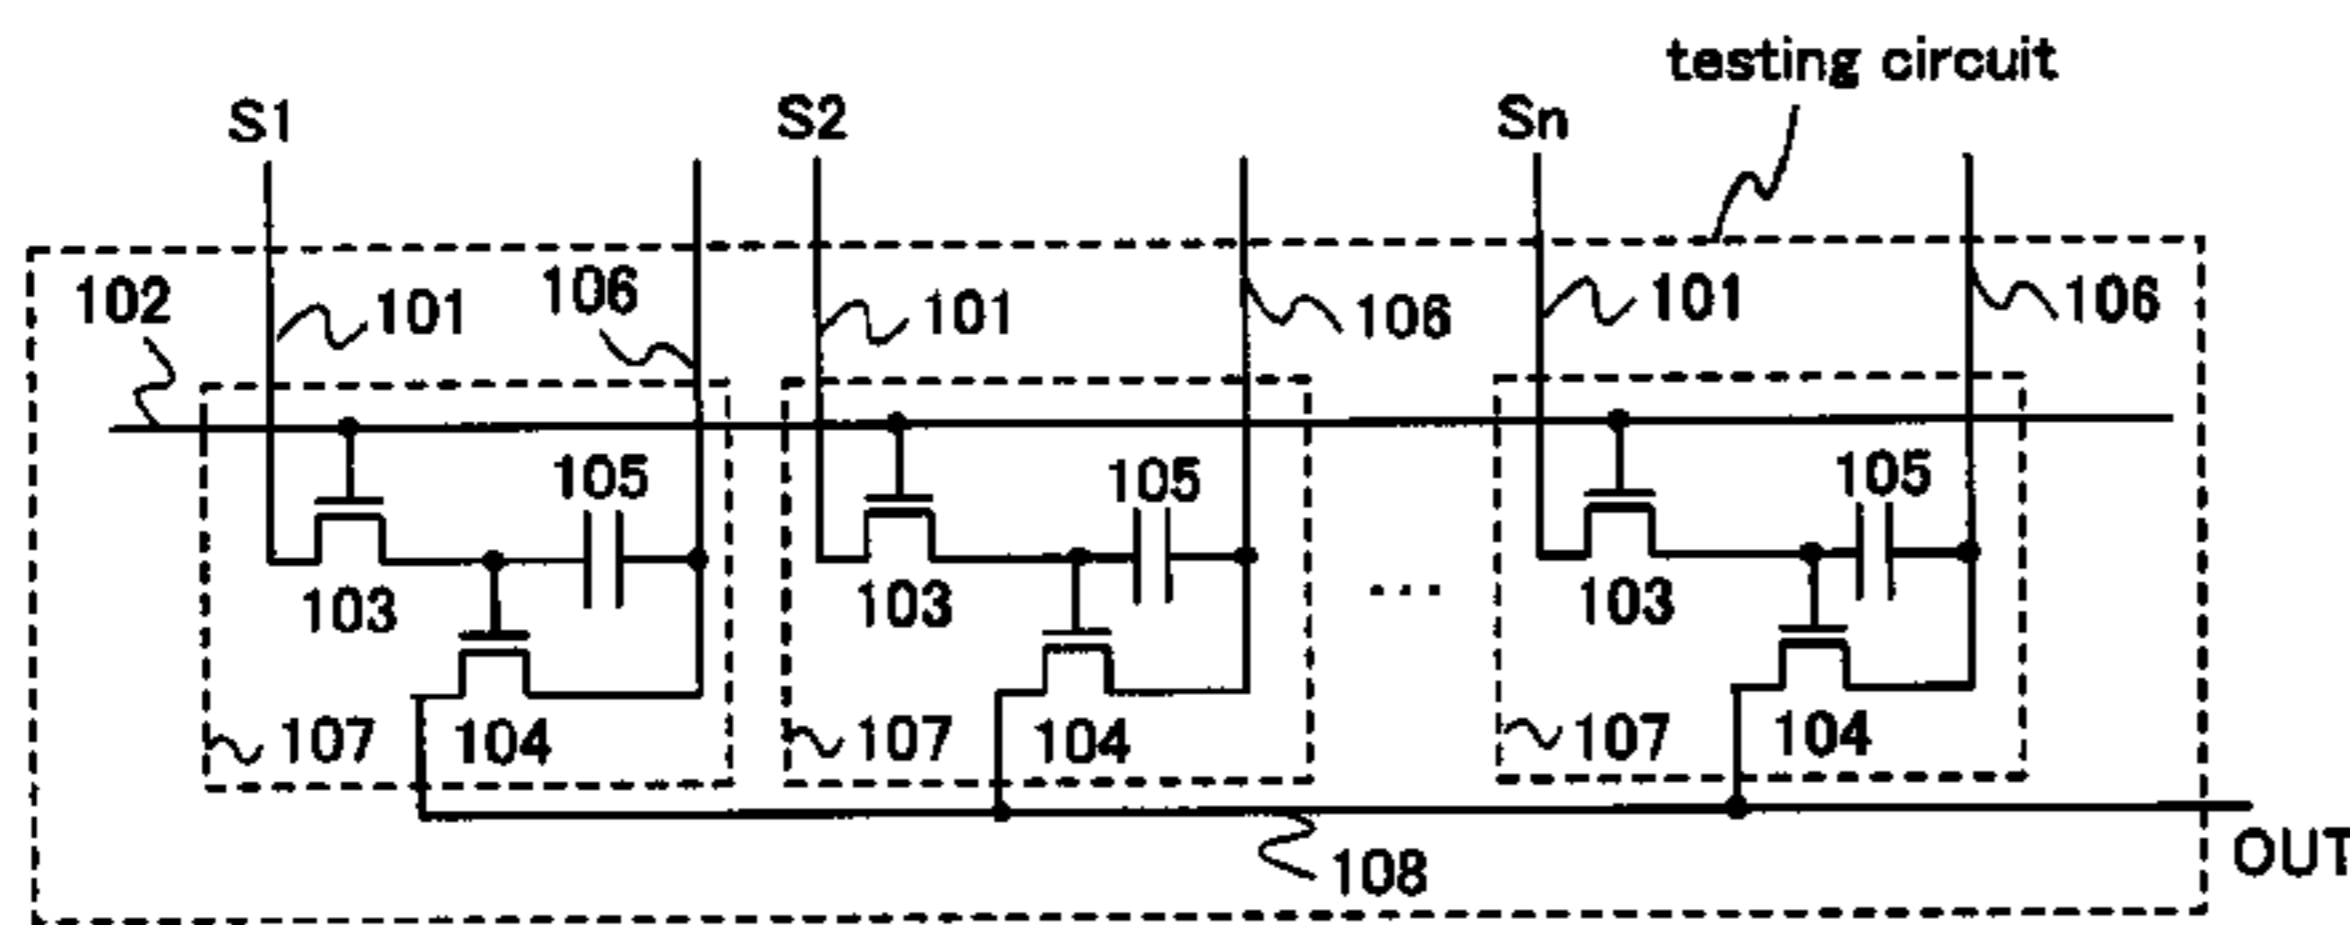 testing circuit
S1 S2 Sn
102 101 106 101 106 101 106
105 105 105
103 103 103
107 104 107 104 107 104
108 OUT